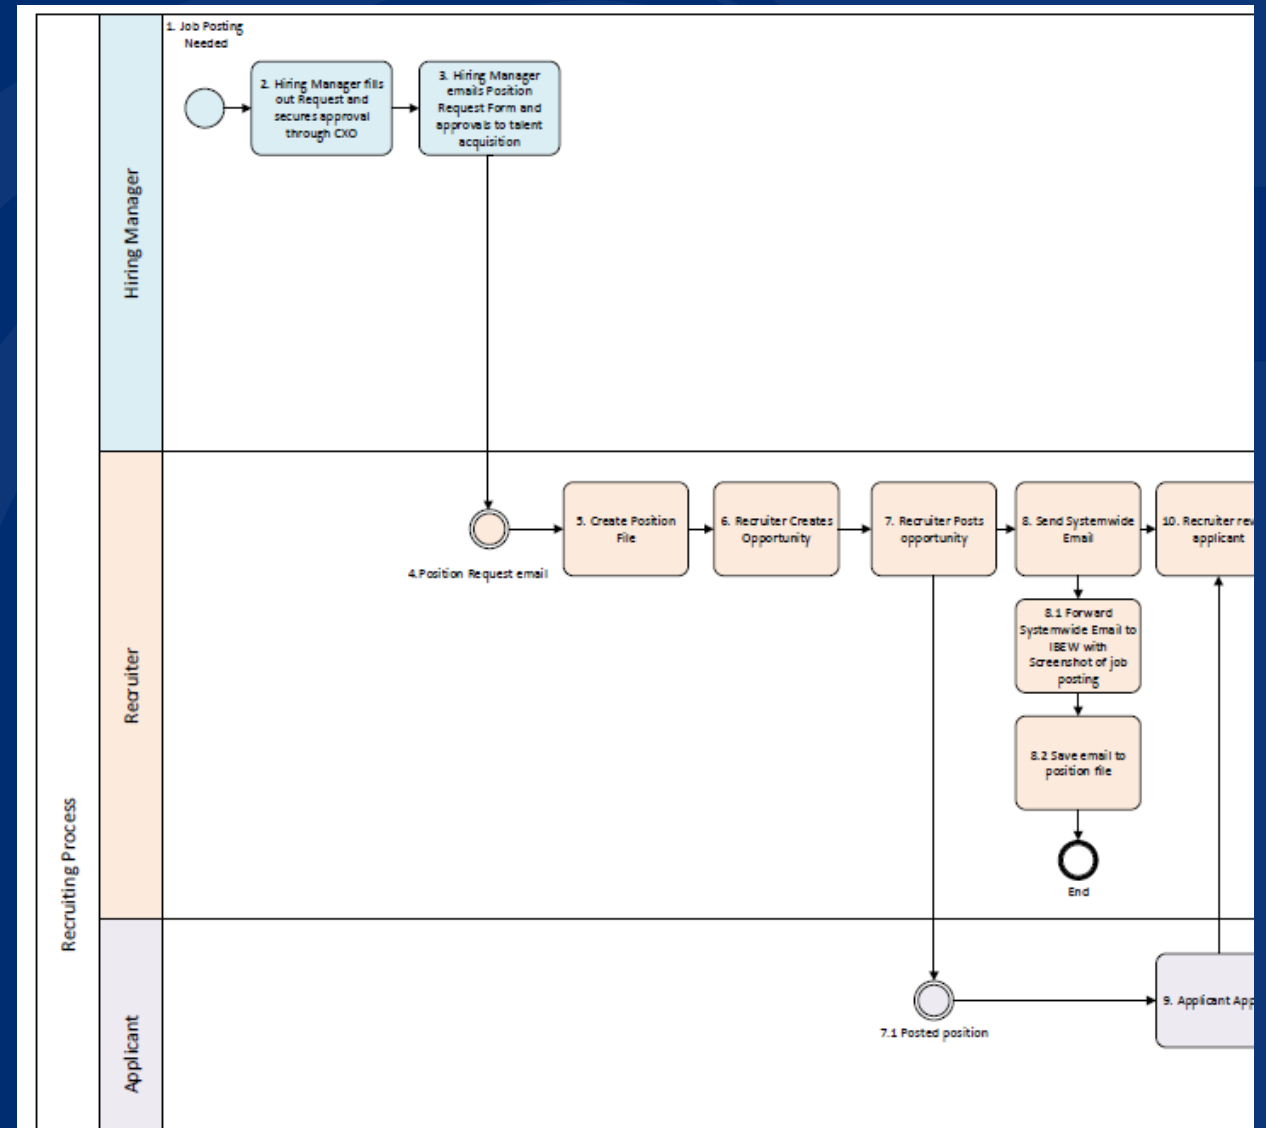 1. Job Posting
Needed
2. Hiring Manager fills
out Request and
secures approval
through CXO
3. Hiring Manager
emails Position
Request Form and
approvals to talent
acquisition
Hiring Manager
4.Position Request email
5. Create Position
File
6. Recruiter Creates
Opportunity
7. Recruiter Posts
opportunity
8. Send Systemwide
Email
10. Recruiter
applicant
8.1 Forward
Systemwide Email to
IBEW with
Screenshot of job
posting
8.2 Save email to
position file
End
Recruiter
Recruiting Process
7.1 Posted position
9. Applicant
Applicant